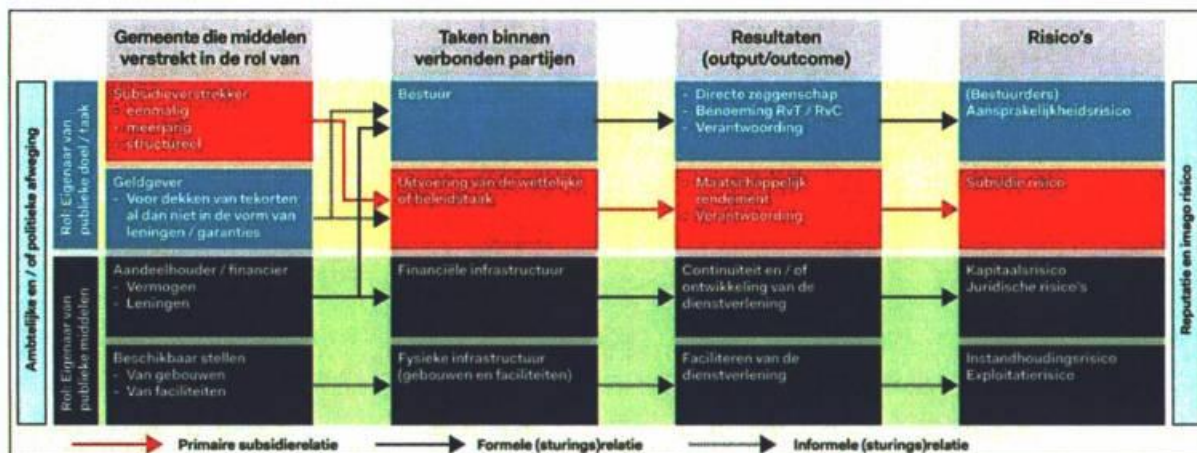 Gemeente die middelen
verstrekt in de rol van
Taken binnen
verbonden partijen
Resultaten
(output/outcome)
Risico's
Ambtelijke en / of politieke afweging
Rol: Eigenaar van
publieke doel / taak
Subsidieverstrekker
- eenmalig
- meerjarig
- structureel
Bestuur
- Directe zeggenschap
- Benoeming RvT / RvC
- Verantwoording
(Bestuurders)
Aansprakelijkheidsrisico
Geldgever
- Voor dekken van tekorten
al dan niet in de vorm van
leningen / garanties
Uitvoering van de wettelijke
of beleidstaak
- Maatschappelijk
rendement
- Verantwoording
Subsidie risico
Rol: Eigenaar van
publieke middelen
Aandeelhouder / financier
- Vermogen
- Leningen
Financiële infrastructuur
Continuïteit en / of
ontwikkeling van de
dienstverlening
Kapitaalsrisico
Juridische risico's
Beschikbaar stellen
- Van gebouwen
- Van faciliteiten
Fysieke infrastructuur
(gebouwen en faciliteiten)
Faciliteren van de
dienstverlening
Instandhoudingsrisico
Exploitatierisico
Reputatie en imago risico
Primaire subsidierelatie
Formele (sturings)relatie
Informele (sturings)relatie